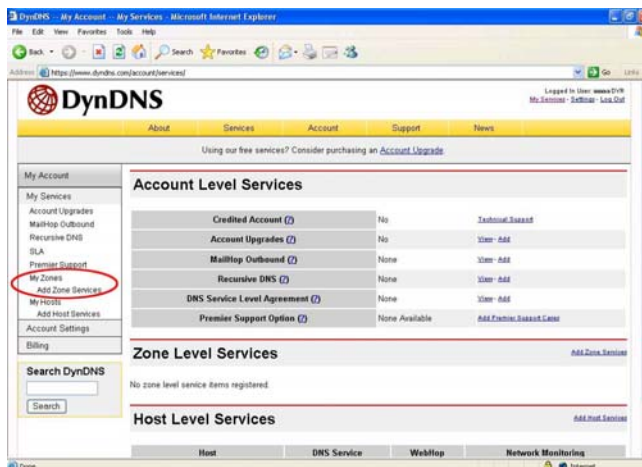 DynDNS -- My Account -- My Services - Microsoft Internet Explorer
File Edit View Favorites Tools Help
Back Search Favorites
Address https://www.dyndns.com/account/services/ Go Links
DynDNS
Logged In User: DVR
My Services - Settings - Log Out
About Services Account Support News
Using our free services? Consider purchasing an Account Upgrade.
My Account
My Services
Account Upgrades
MailHop Outbound
Recursive DNS
SLA
Premier Support
My Zones
Add Zone Services
My Hosts
Add Host Services
Account Settings
Billing
Search DynDNS
Search
Account Level Services
Credited Account (?) No Technical Support
Account Upgrades (?) No View - Add
MailHop Outbound (?) None View - Add
Recursive DNS (?) None View - Add
DNS Service Level Agreement (?) None View - Add
Premier Support Option (?) None Available Add Premier Support Cases
Zone Level Services Add Zone Services
No zone level service items registered.
Host Level Services Add Host Services
Host DNS Service WebHop Network Monitoring
Done Internet